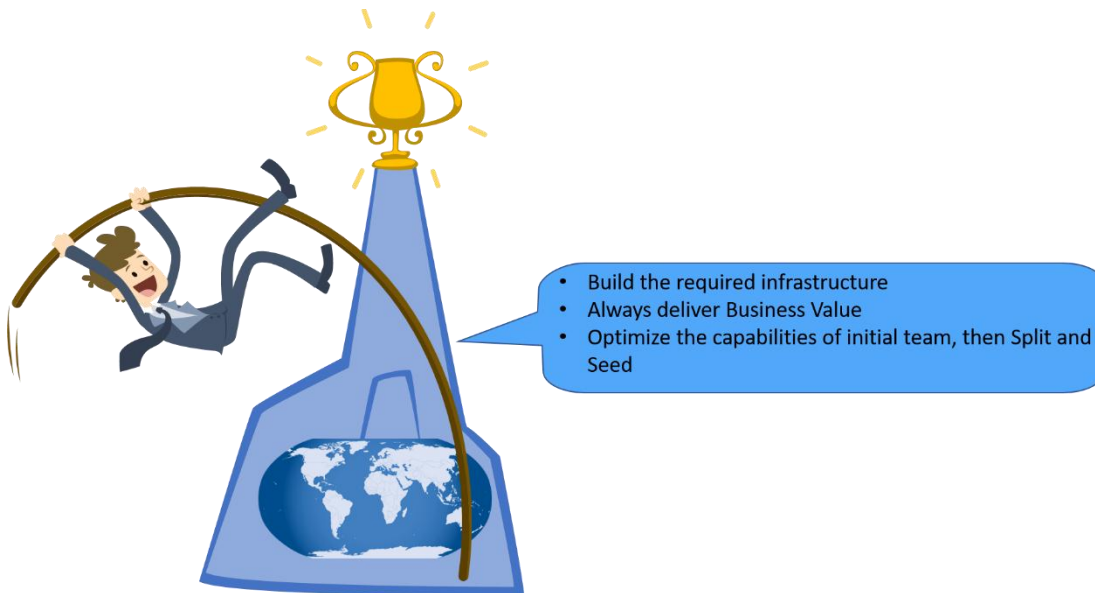 • Build the required infrastructure
• Always deliver Business Value
• Optimize the capabilities of initial team, then Split and
Seed